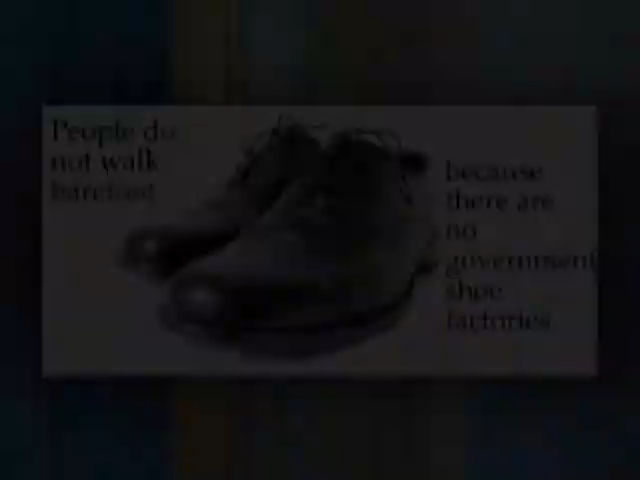 People do
not walk
barefoot
because
there are
no
government
shoe
factories